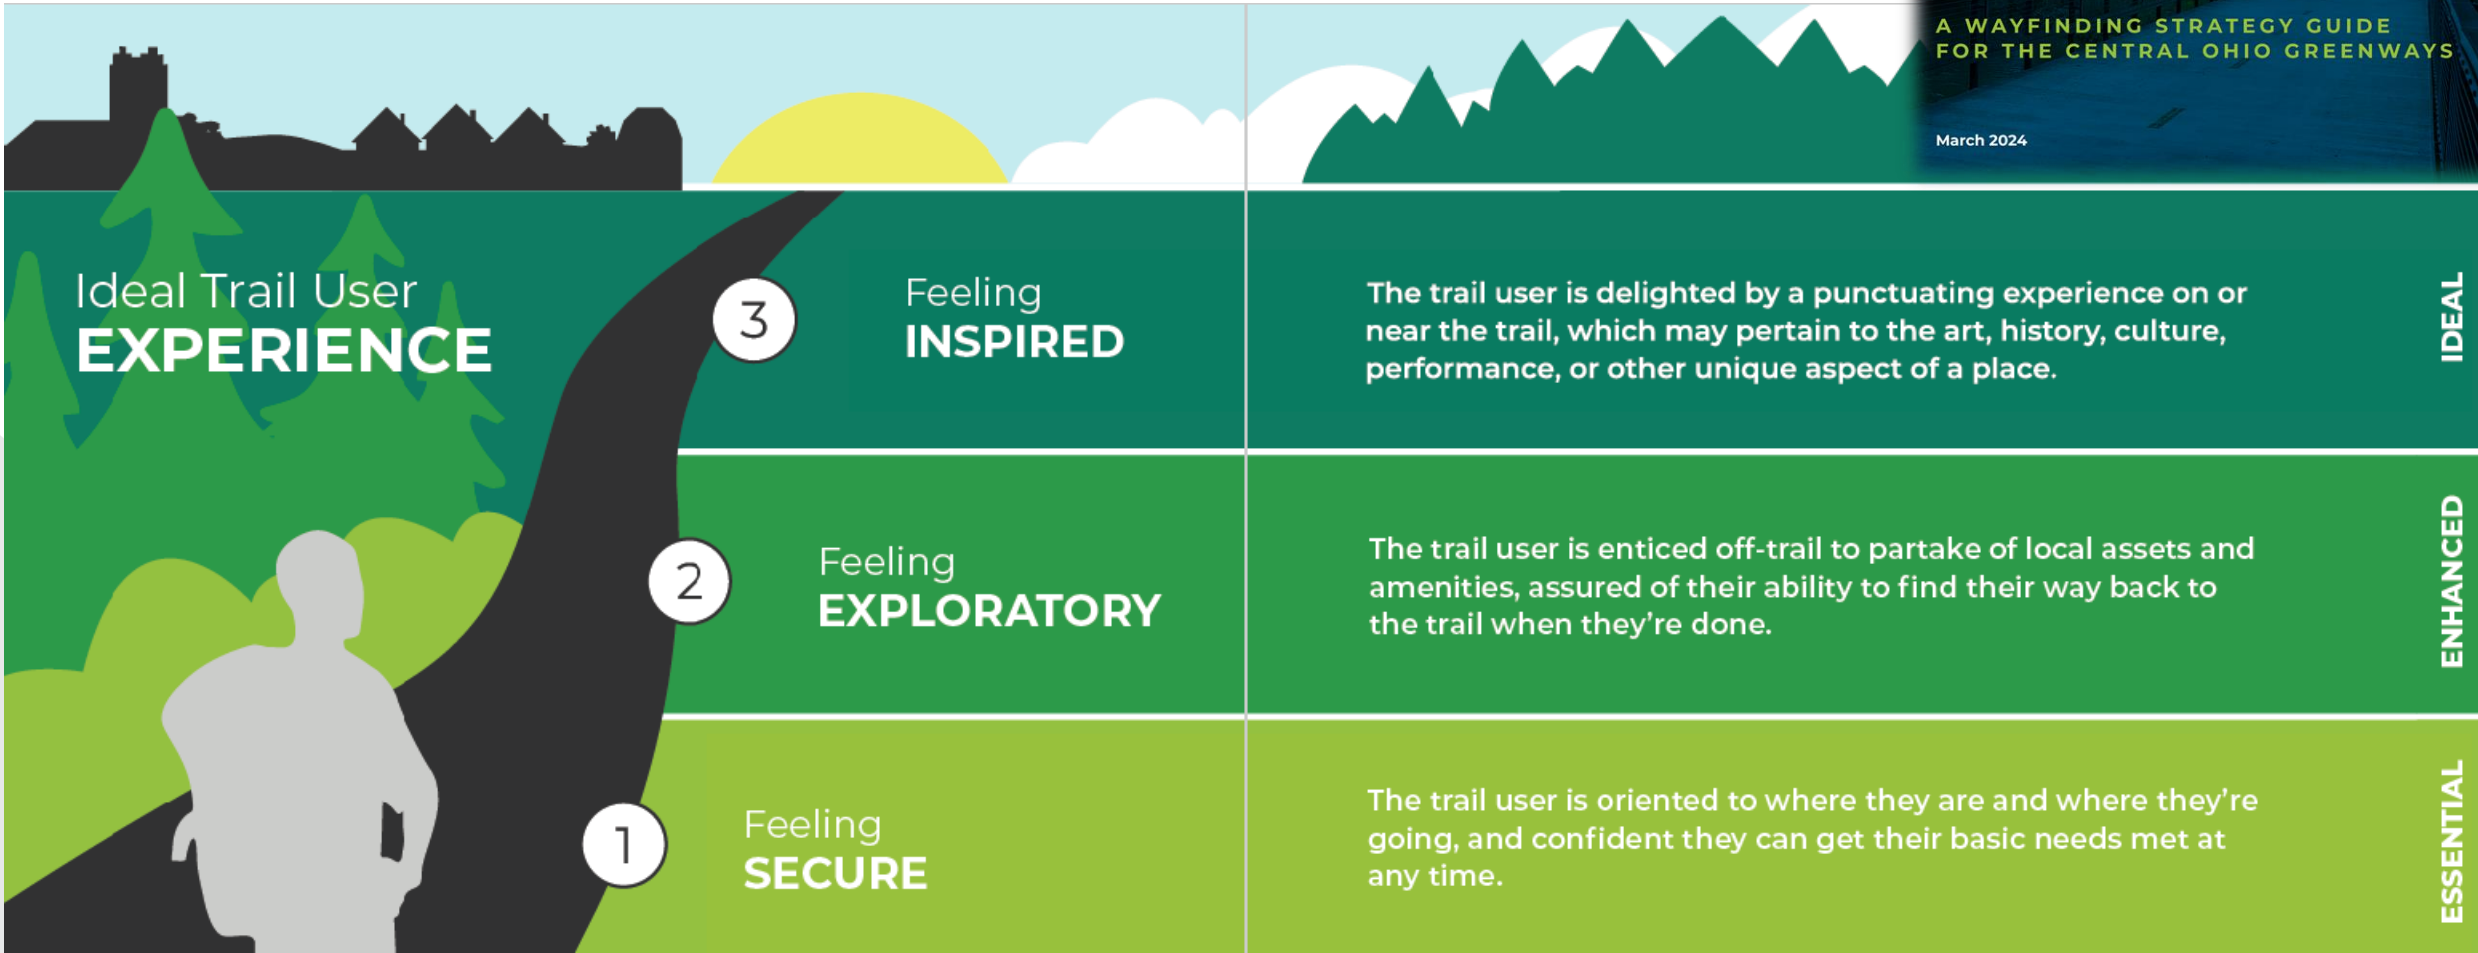 A WAYFINDING STRATEGY GUIDE
FOR THE CENTRAL OHIO GREENWAYS
March 2024
Ideal Trail User
EXPERIENCE
3
Feeling
INSPIRED
The trail user is delighted by a punctuating experience on or
near the trail, which may pertain to the art, history, culture,
performance, or other unique aspect of a place.
IDEAL
2
Feeling
EXPLORATORY
The trail user is enticed off-trail to partake of local assets and
amenities, assured of their ability to find their way back to
the trail when they’re done.
ENHANCED
1
Feeling
SECURE
The trail user is oriented to where they are and where they’re
going, and confident they can get their basic needs met at
any time.
ESSENTIAL